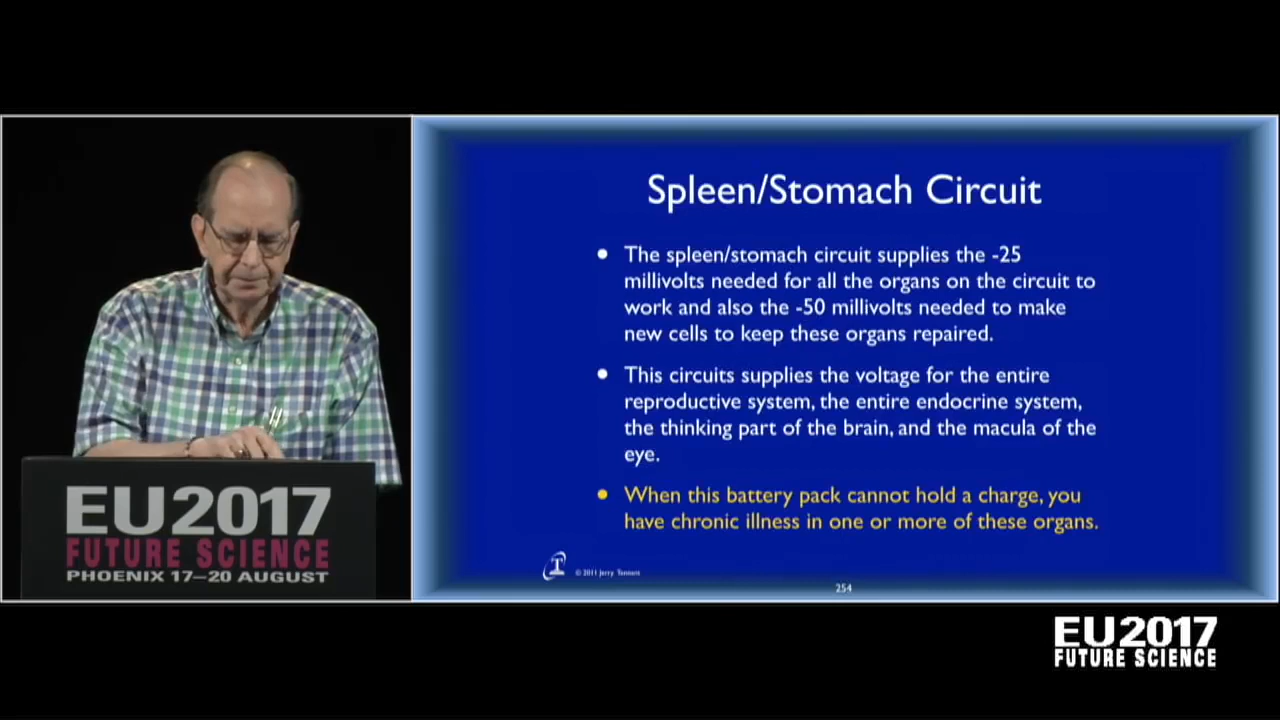 Spleen/Stomach Circuit
The spleen/stomach circuit supplies the -25
millivolts needed for all the organs on the circuit to
work and also the -50 millivolts needed to make
new cells to keep these organs repaired.
This circuits supplies the voltage for the entire
reproductive system, the entire endocrine system,
the thinking part of the brain, and the macula of the
eye.
When this battery pack cannot hold a charge, you
have chronic illness in one or more of these organs.
T
© 2011 Jerry Tennant
254
EU2017
FUTURE SCIENCE
PHOENIX 17–20 AUGUST
EU2017
FUTURE SCIENCE